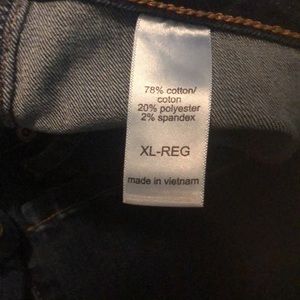 78% cotton/
coton
20% polyester
2% spandex
XL-REG
made in vietnam